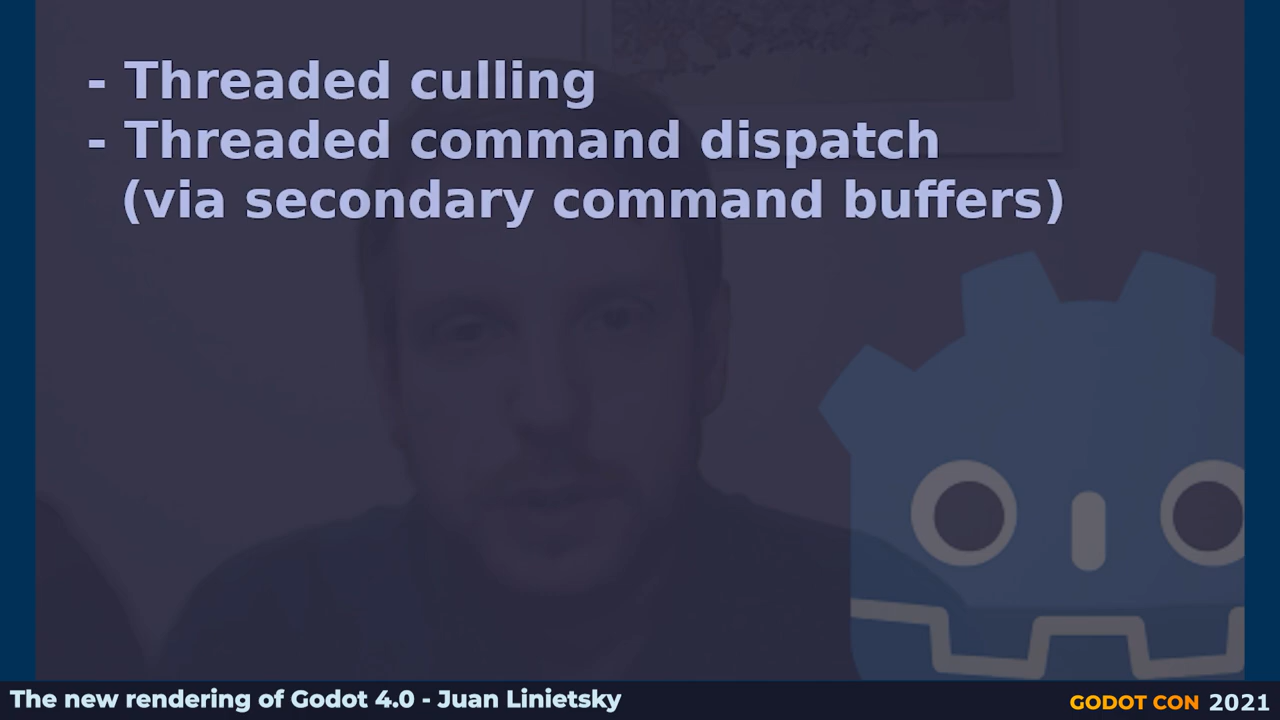 - Threaded culling
- Threaded command dispatch
(via secondary command buffers)
The new rendering of Godot 4.0 - Juan Linietsky
GODOT CON 2021